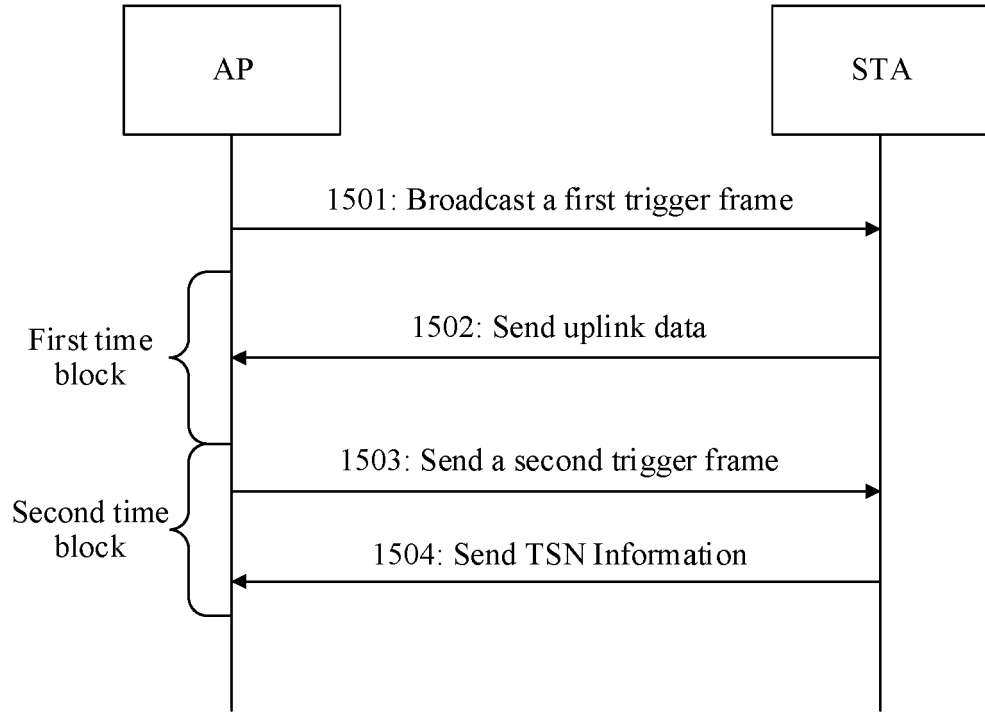 AP
STA
1501: Broadcast a first trigger frame
First time
block
1502: Send uplink data
1503: Send a second trigger frame
Second time
block
1504: Send TSN Information